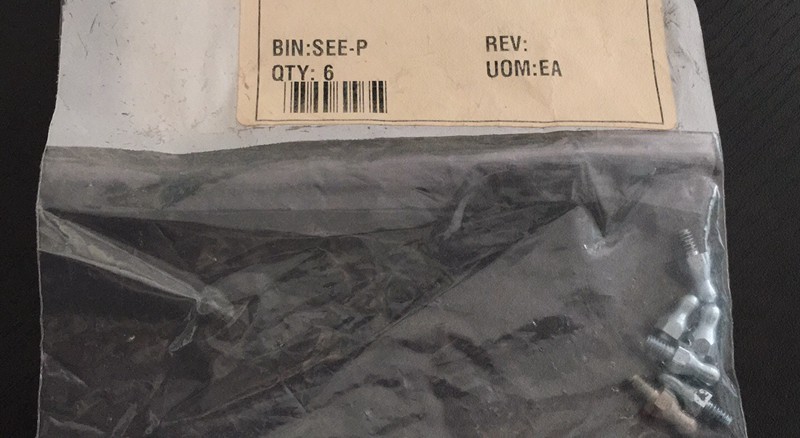 BIN:SEE-P REV:
QTY: 6 UOM:EA